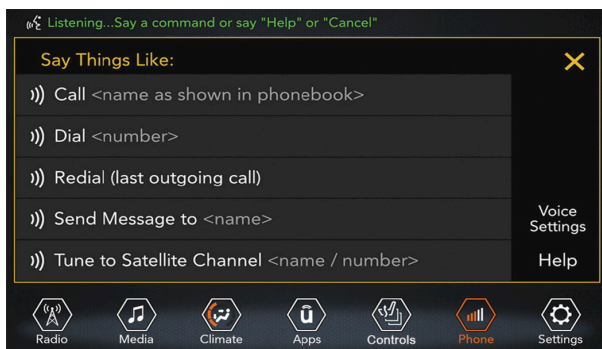 Listening...Say a command or say "Help" or "Cancel"
Say Things Like:
Call <name as shown in phonebook>
Dial <number>
Redial (last outgoing call)
Send Message to <name>
Voice
Settings
Tune to Satellite Channel <name / number>
Help
Radio
Media
Climate
Apps
Controls
Phone
Settings